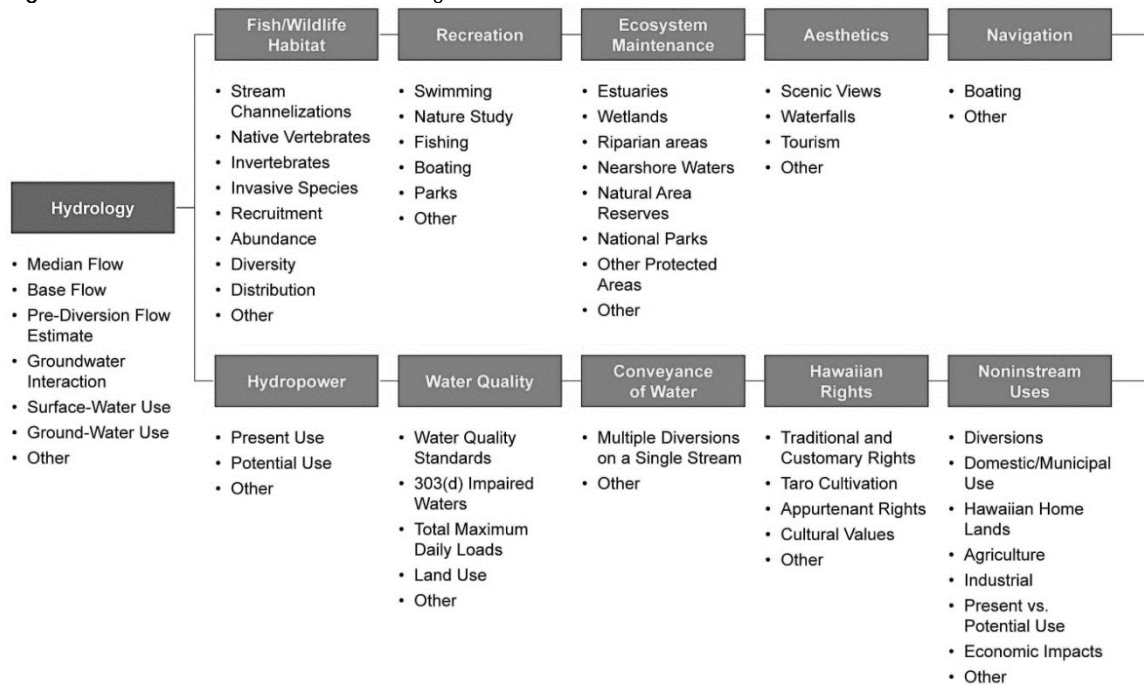 Fish/Wildlife
Habitat
• Stream
Channelizations
• Native Vertebrates
• Invertebrates
• Invasive Species
• Recruitment
• Abundance
• Diversity
• Distribution
• Other
Recreation
• Swimming
• Nature Study
• Fishing
• Boating
• Parks
• Other
Ecosystem
Maintenance
• Estuaries
• Wetlands
• Riparian areas
• Nearshore Waters
• Natural Area
Reserves
• National Parks
• Other Protected
Areas
• Other
Aesthetics
• Scenic Views
• Waterfalls
• Tourism
• Other
Navigation
• Boating
• Other
Hydrology
• Median Flow
• Base Flow
• Pre-Diversion Flow
Estimate
• Groundwater
Interaction
• Surface-Water Use
• Ground-Water Use
• Other
Hydropower
• Present Use
• Potential Use
• Other
Water Quality
• Water Quality
Standards
• 303(d) Impaired
Waters
• Total Maximum
Daily Loads
• Land Use
• Other
Conveyance
of Water
• Multiple Diversions
on a Single Stream
• Other
Hawaiian
Rights
• Traditional and
Customary Rights
• Taro Cultivation
• Appurtenant Rights
• Cultural Values
• Other
Noninstream
Uses
• Diversions
• Domestic/Municipal
Use
• Hawaiian Home
Lands
• Agriculture
• Industrial
• Present vs.
Potential Use
• Economic Impacts
• Other